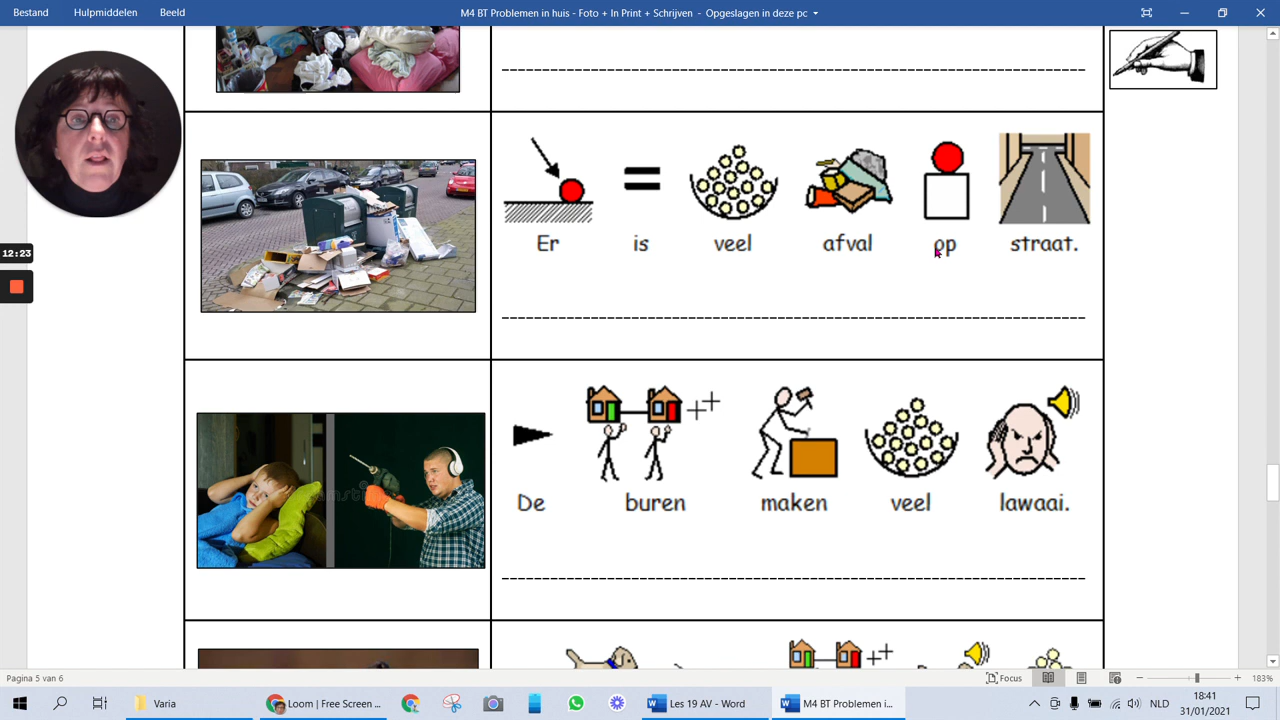 Bestand Hulpmiddelen Beeld M4 BT Problemen in huis - Foto + In Print + Schrijven - Opgeslagen in deze pc
12:23
Er is veel afval op straat.
De buren maken veel lawaai.
Pagina 5 van 6 Focus 183%
Varia Loom | Free Screen ... Les 19 AV - Word M4 BT Problemen i... NLD 18:41
31/01/2021